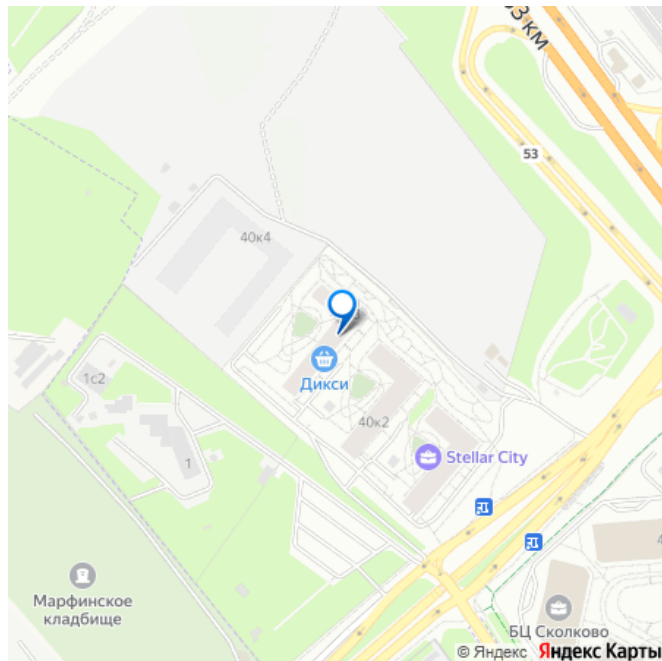 53 км
53
40к4
Дикси
1с2
40к2
1
Stellar City
Марфинское
кладбище
БЦ Сколково
© Яндекс Яндекс Карты